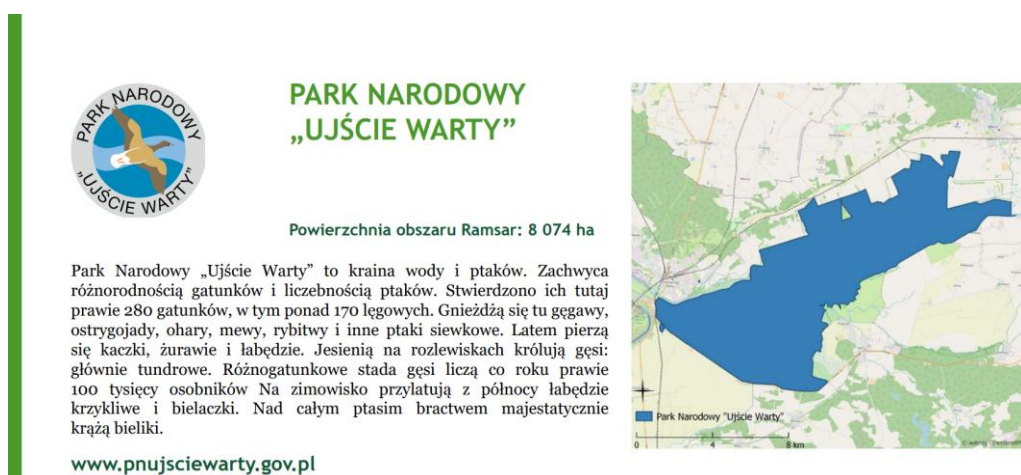 PARK NARODOWY
„UJŚCIE WARTY”
PARK NARODOWY
„UJŚCIE WARTY”
Powierzchnia obszaru Ramsar: 8 074 ha
Park Narodowy „Ujście Warty” to kraina wody i ptaków. Zachwyca
różnorodnością gatunków i liczebnością ptaków. Stwierdzono ich tutaj
prawie 280 gatunków, w tym ponad 170 lęgowych. Gnieżdżą się tu gęgawy,
ostrygojady, ohary, mewy, rybitwy i inne ptaki siewkowe. Latem pierzą
się kaczki, żurawie i łabędzie. Jesienią na rozlewiskach królują gęsi:
głównie tundrowe. Różnogatunkowe stada gęsi liczą co roku prawie
100 tysięcy osobników Na zimowisko przylatują z północy łabędzie
krzykliwe i bielaczki. Nad całym ptasim bractwem majestatycznie
krążą bieliki.
www.pnujsciewarty.gov.pl
Park Narodowy "Ujście Warty"
0 4 8 km